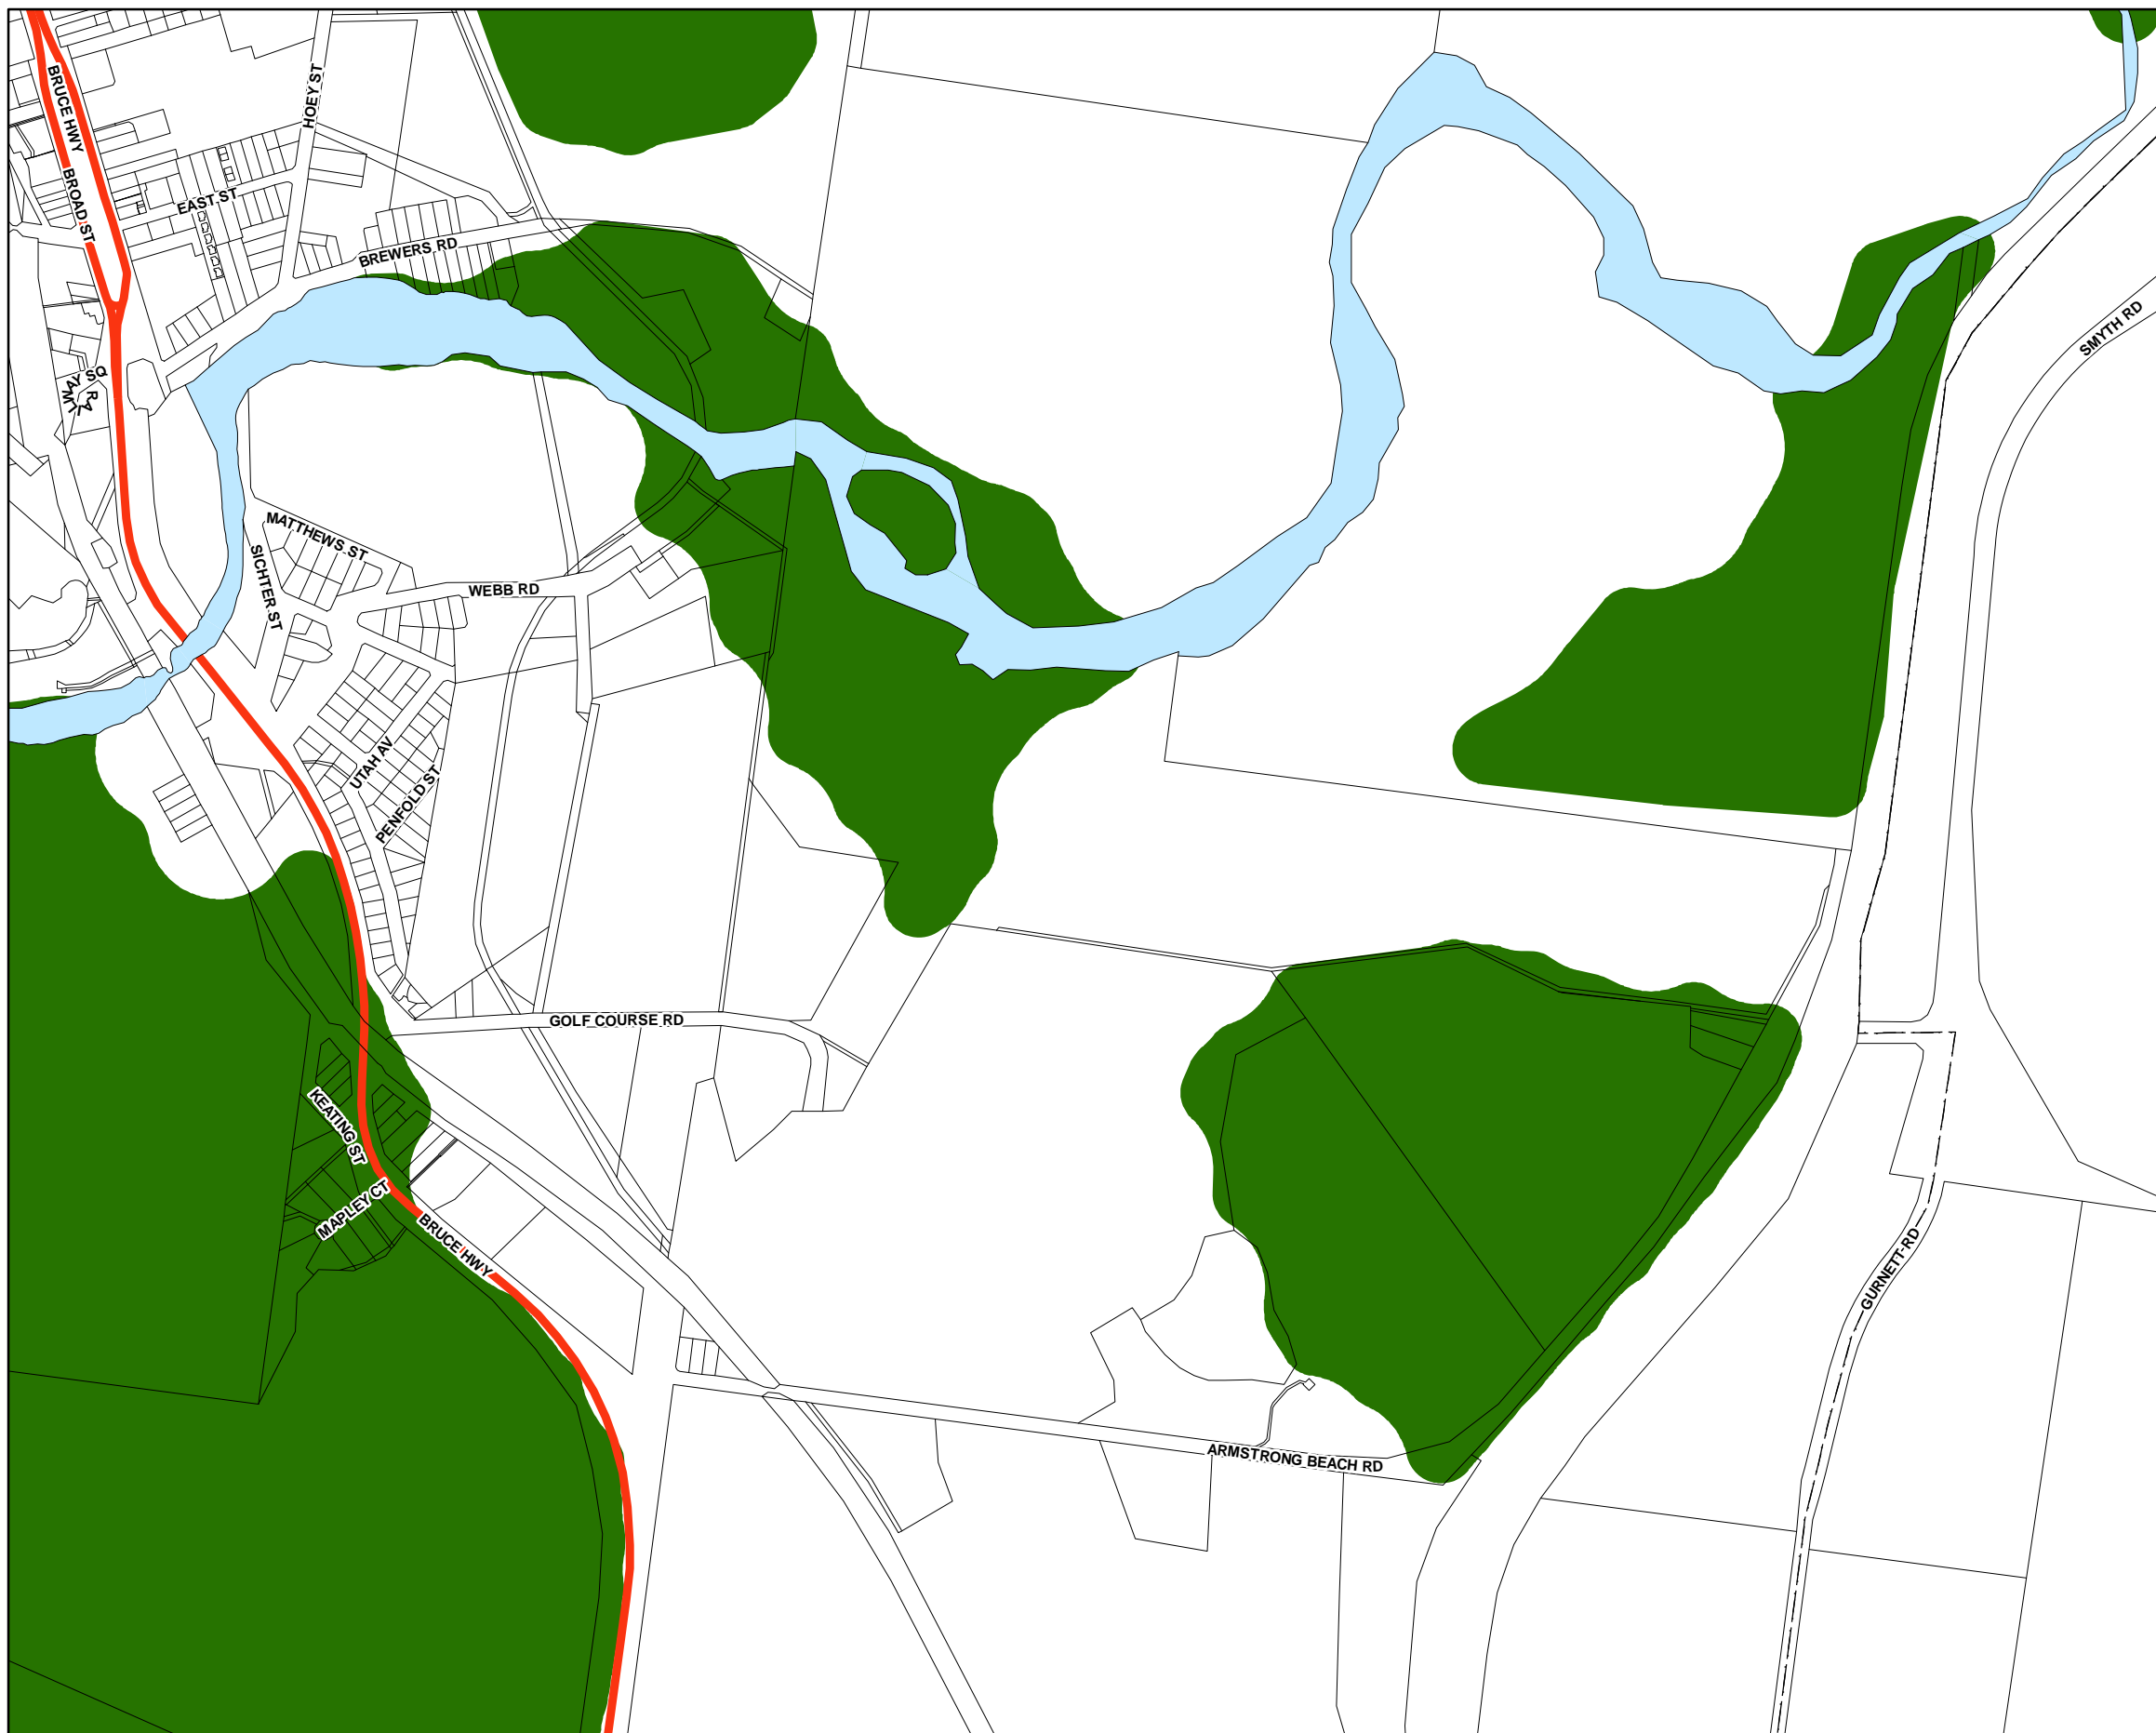 BRUCE HWY
HOEY ST
BROAD ST
EAST ST
BREWERS RD
SMYTH RD
MATTHEWS ST
SICHTER ST
WEBB RD
UTAH AV
PENFOLD ST
GOLF COURSE RD
KEATING ST
MAPLEY CT
BRUCE HWY
GURNETT RD
ARMSTRONG BEACH RD